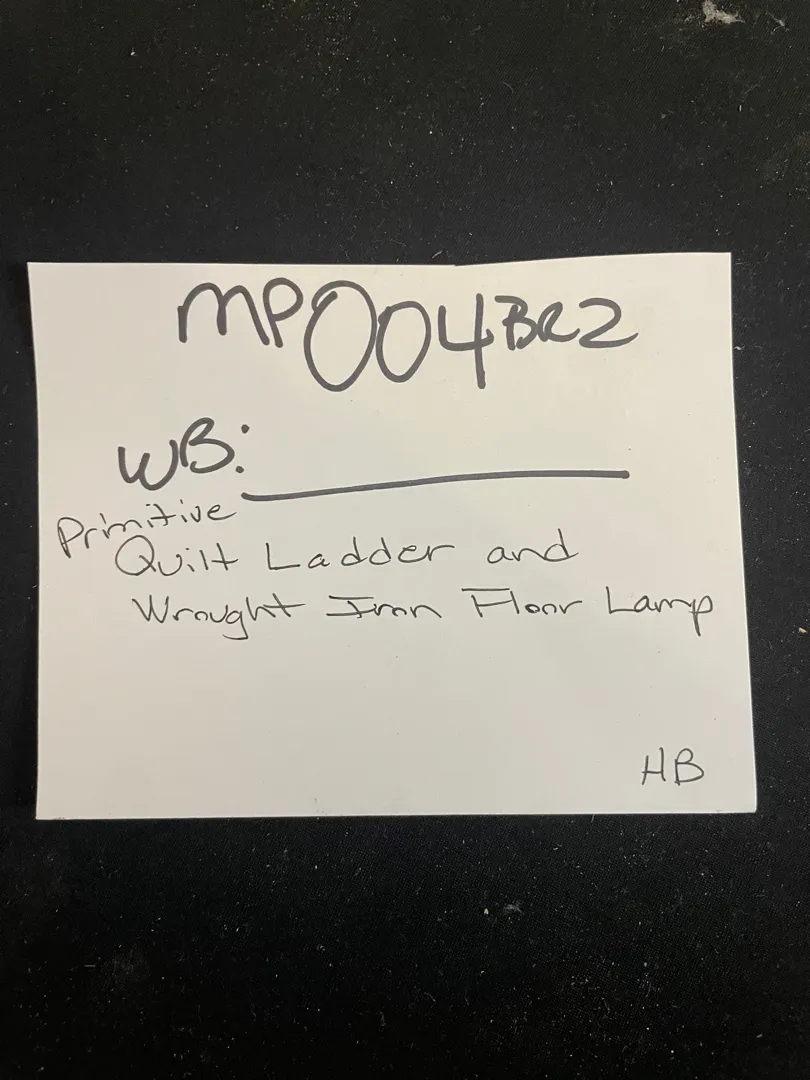 MP004BR2
WB:
Primitive
Quilt Ladder and
Wrought Iron Floor Lamp
HB